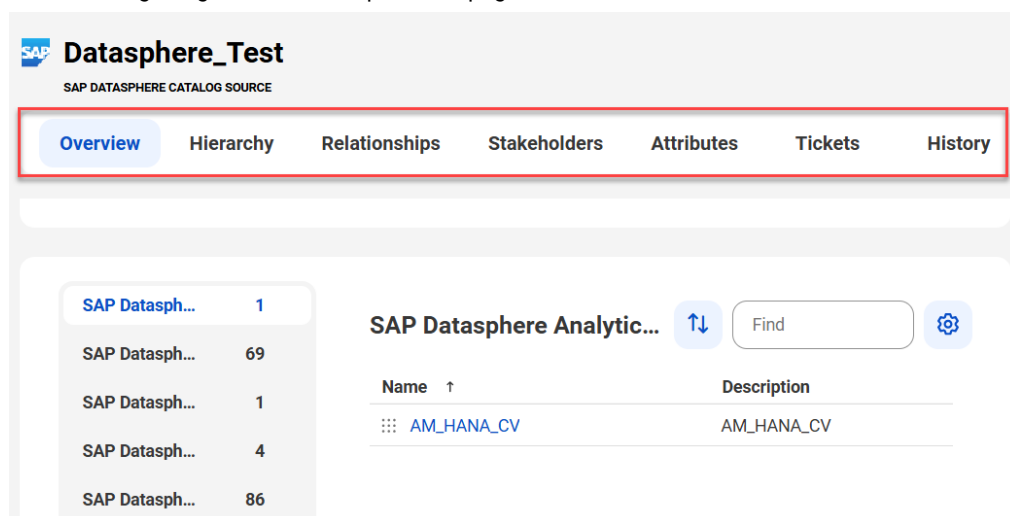 SAP Datasphere_Test
SAP DATASPHERE CATALOG SOURCE
Overview Hierarchy Relationships Stakeholders Attributes Tickets History
SAP Datasph... 1
SAP Datasph... 69
SAP Datasph... 1
SAP Datasph... 4
SAP Datasph... 86
SAP Datasphere Analytic... Find
Name ↑ Description
AM_HANA_CV AM_HANA_CV